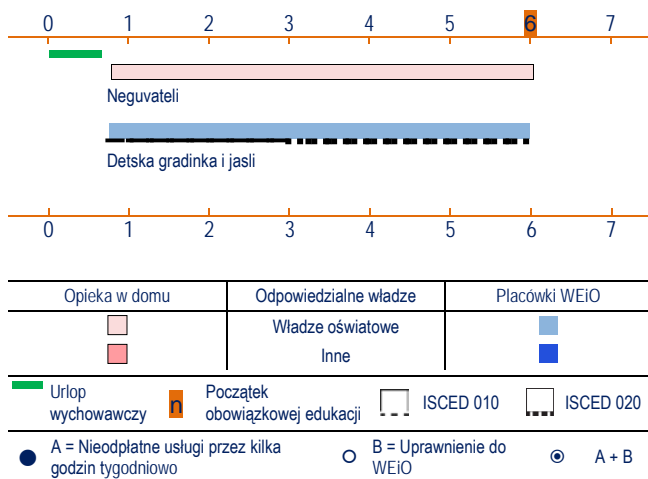 0 1 2 3 4 5 6 7
Neguvateli
Detska gradinka i jasli
0 1 2 3 4 5 6 7
Opieka w domu Odpowiedzialne władze Placówki WEiO
Władze oświatowe
Inne
Urlop wychowawczy
n Początek obowiązkowej edukacji
ISCED 010
ISCED 020
A = Nieodpłatne usługi przez kilka godzin tygodniowo
B = Uprawnienie do WEiO
A + B